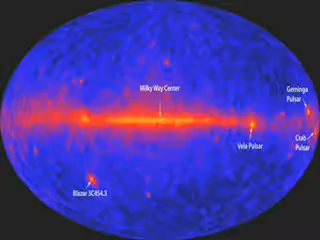 Milky Way Center
Geminga
Pulsar
Vela Pulsar
Crab
Pulsar
Blazar 3C454.3